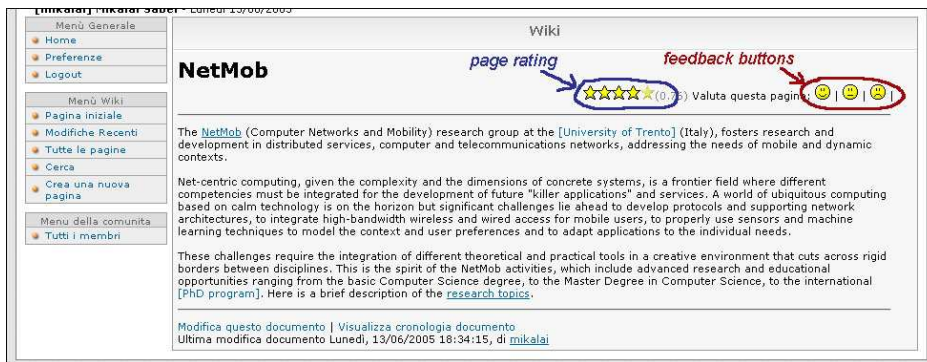 [mikalai] Mikalai Saber - Lunedì 13/06/2005
Menù Generale
Home
Preferenze
Logout
Menù Wiki
Pagina iniziale
Modifiche Recenti
Tutte le pagine
Cerca
Crea una nuova
pagina
Menu della comunita
Tutti i membri
Wiki
page rating
feedback buttons
NetMob
(0.76) Valuta questa pagina: | | |
The NetMob (Computer Networks and Mobility) research group at the [University of Trento] (Italy), fosters research and
development in distributed services, computer and telecommunications networks, addressing the needs of mobile and dynamic
contexts.
Net-centric computing, given the complexity and the dimensions of concrete systems, is a frontier field where different
competencies must be integrated for the development of future "killer applications" and services. A world of ubiquitous computing
based on calm technology is on the horizon but significant challenges lie ahead to develop protocols and supporting network
architectures, to integrate high-bandwidth wireless and wired access for mobile users, to properly use sensors and machine
learning techniques to model the context and user preferences and to adapt applications to the individual needs.
These challenges require the integration of different theoretical and practical tools in a creative environment that cuts across rigid
borders between disciplines. This is the spirit of the NetMob activities, which include advanced research and educational
opportunities ranging from the basic Computer Science degree, to the Master Degree in Computer Science, to the international
[PhD program]. Here is a brief description of the research topics.
Modifica questo documento | Visualizza cronologia documento
Ultima modifica documento Lunedì, 13/06/2005 18:34:15, di mikalai